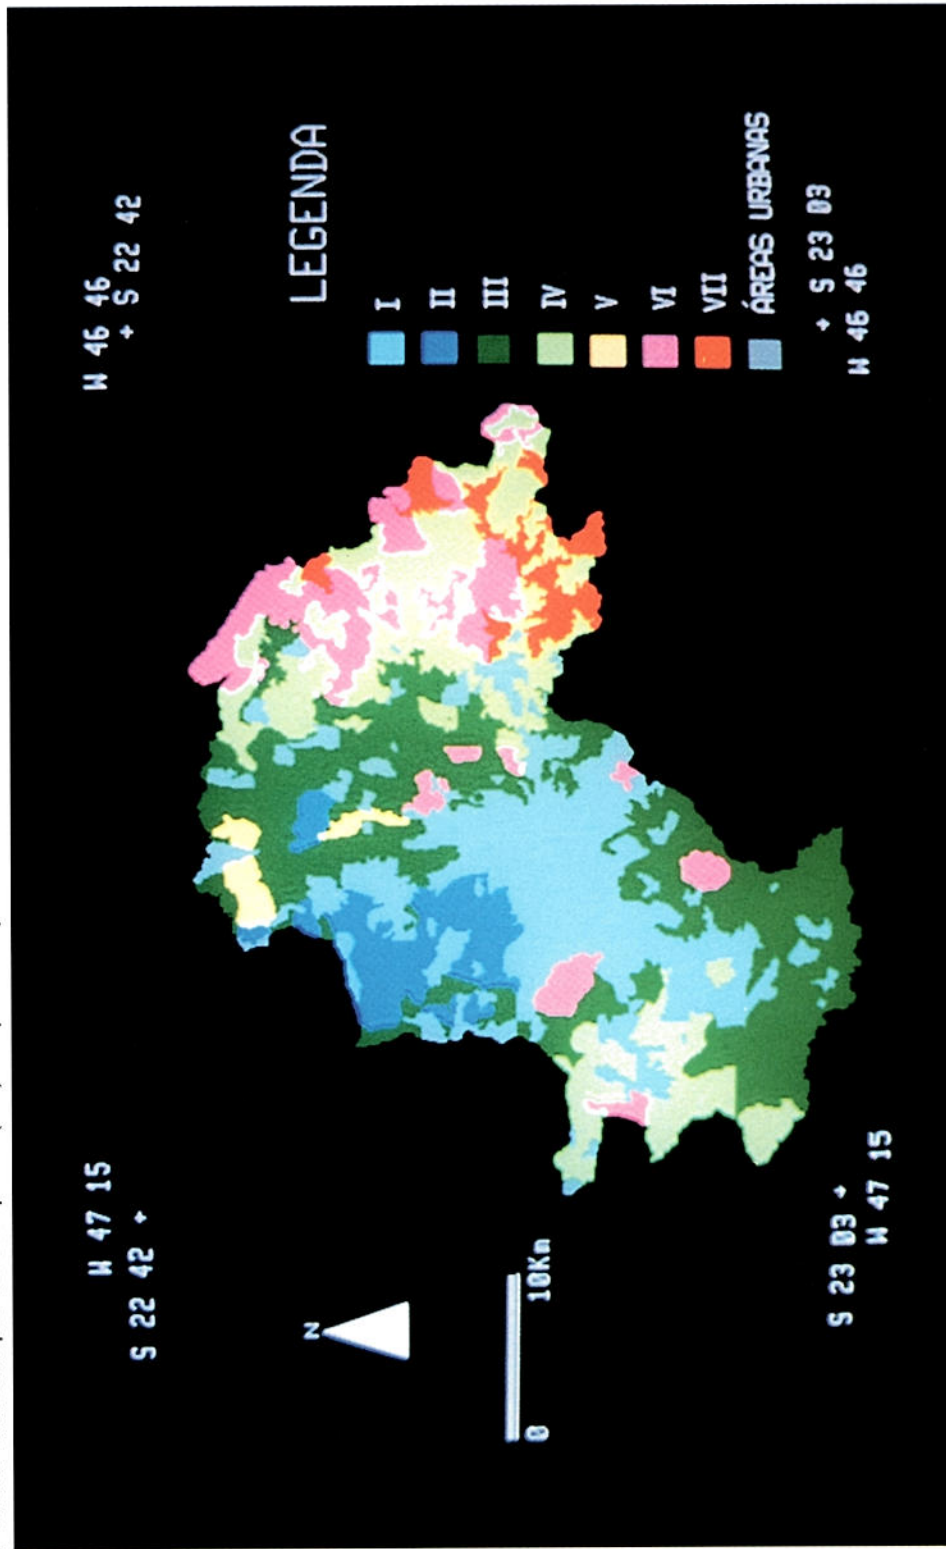 W 47 15
S 22 42 +
W 46 46
+ S 22 42
LEGENDA
N
I
II
III
IV
V
VI
VII
ÁREAS URBANAS
0 10Km
S 23 03 +
W 47 15
+ S 23 03
W 46 46